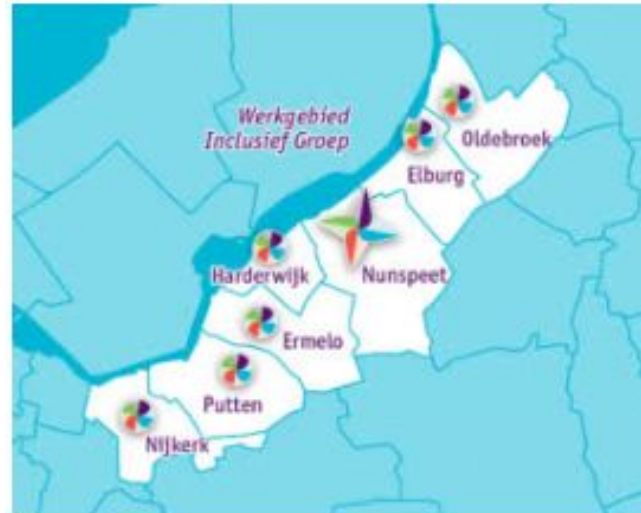 Werkgebied
Inclusief Groep
Oldebroek
Elburg
Harderwijk
Nunspeet
Ermelo
Putten
Nijkerk